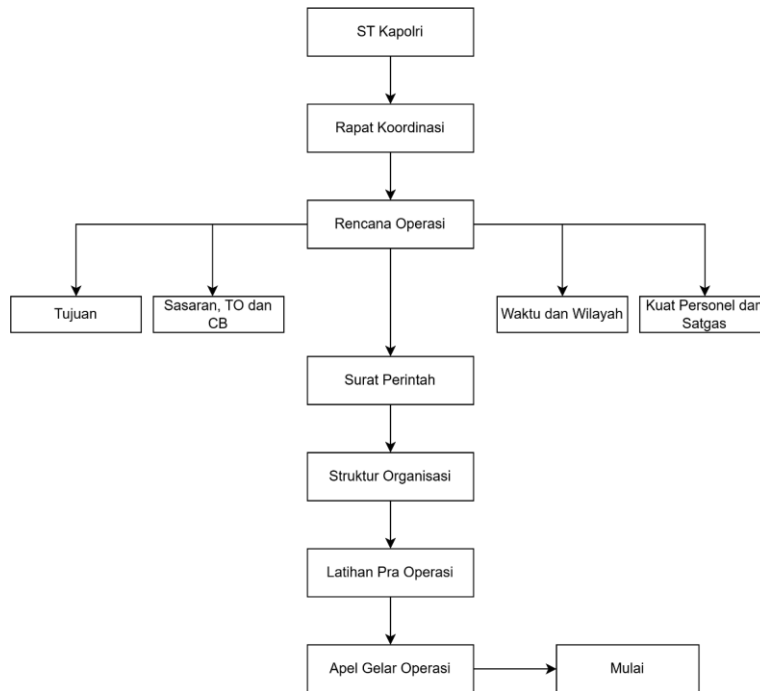 ST Kapolri
Rapat Koordinasi
Rencana Operasi
Tujuan
Sasaran, TO dan
CB
Waktu dan Wilayah
Kuat Personel dan
Satgas
Surat Perintah
Struktur Organisasi
Latihan Pra Operasi
Apel Gelar Operasi
Mulai